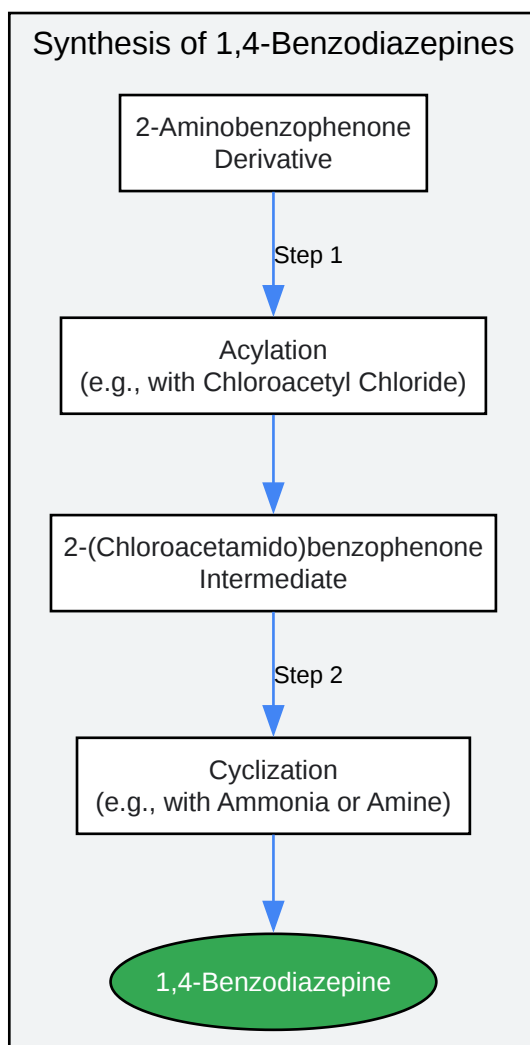 Synthesis of 1,4-Benzodiazepines
2-Aminobenzophenone
Derivative
Step 1
Acylation
(e.g., with Chloroacetyl Chloride)
2-(Chloroacetamido)benzophenone
Intermediate
Step 2
Cyclization
(e.g., with Ammonia or Amine)
1,4-Benzodiazepine